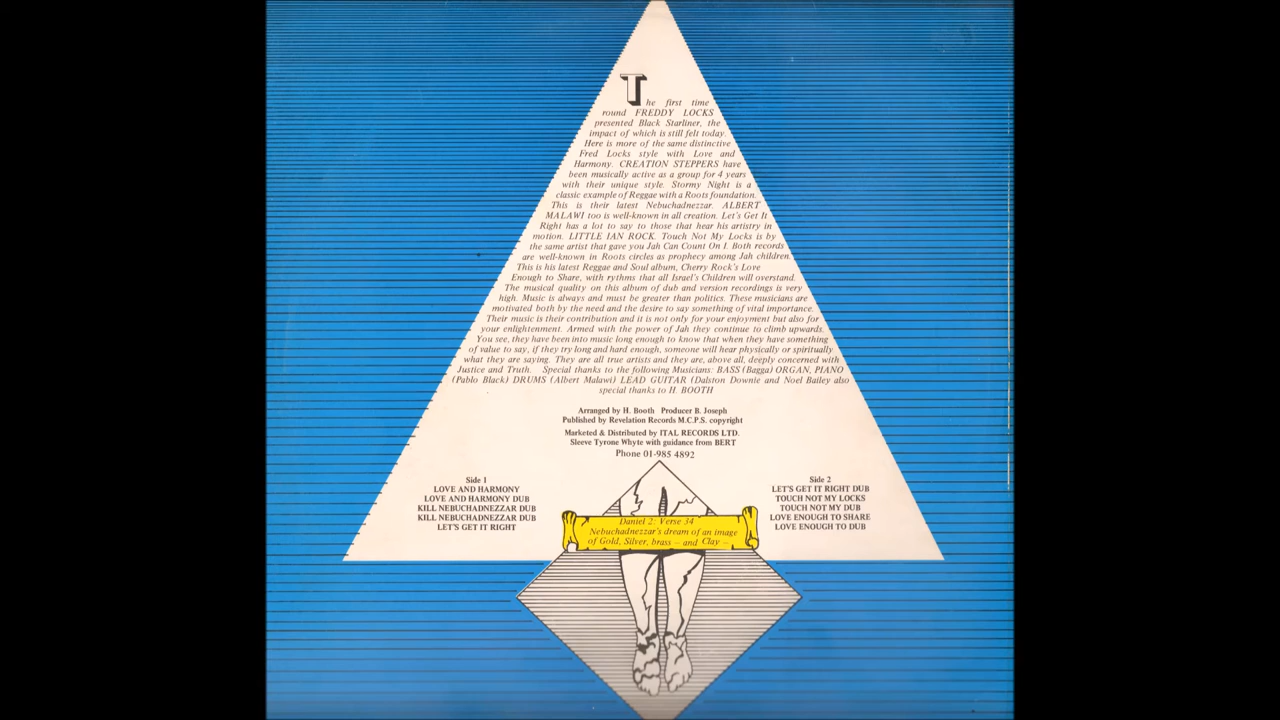 The first time
round FREDDY LOCKS
presented Black Starliner, the
impact of which is still felt today.
Here is more of the same distinctive
Fred Locks style with Love and
Harmony. CREATION STEPPERS have
been musically active as a group for 4 years
with their unique style. Stormy Night is a
classic example of Reggae with a Roots foundation.
This is their latest Nebuchadnezzar. ALBERT
MALAWI too is well-known in all creation. Let's Get It
Right has a lot to say to those that hear his artistry in
motion. LITTLE IAN ROCK. Touch Not My Locks is by
the same artist that gave you Jah Can Count On I. Both records
are well-known in Roots circles as prophecy among Jah children.
This is his latest Reggae and Soul album, Cherry Rock's Love
Enough to Share, with rythms that all Israel's Children will overstand.
The musical quality on this album of dub and version recordings is very
high. Music is always and must be greater than politics. These musicians are
motivated both by the need and the desire to say something of vital importance.
Their music is their contribution and it is not only for your enjoyment but also for
your enlightenment. Armed with the power of Jah they continue to climb upwards.
You see, they have been into music long enough to know that when they have something
of value to say, if they try long and hard enough, someone will hear physically or spiritually
what they are saying. They are all true artists and they are, above all, deeply concerned with
Justice and Truth. Special thanks to the following Musicians: BASS (Bagga) ORGAN, PIANO
(Pablo Black) DRUMS (Albert Malawi) LEAD GUITAR (Dalston Downie and Noel Bailey also
special thanks to H. BOOTH
Arranged by H. Booth Producer B. Joseph
Published by Revelation Records M.C.P.S. copyright
Marketed & Distributed by ITAL RECORDS LTD.
Sleeve Tyrone Whyte with guidance from BERT
Phone 01-985 4892
Side 1
LOVE AND HARMONY
LOVE AND HARMONY DUB
KILL NEBUCHADNEZZAR DUB
KILL NEBUCHADNEZZAR DUB
LET'S GET IT RIGHT
Side 2
LET'S GET IT RIGHT DUB
TOUCH NOT MY LOCKS
TOUCH NOT MY DUB
LOVE ENOUGH TO SHARE
LOVE ENOUGH TO DUB
Daniel 2: Verse 34
Nebuchadnezzar's dream of an image
of Gold, Silver, brass - and Clay -